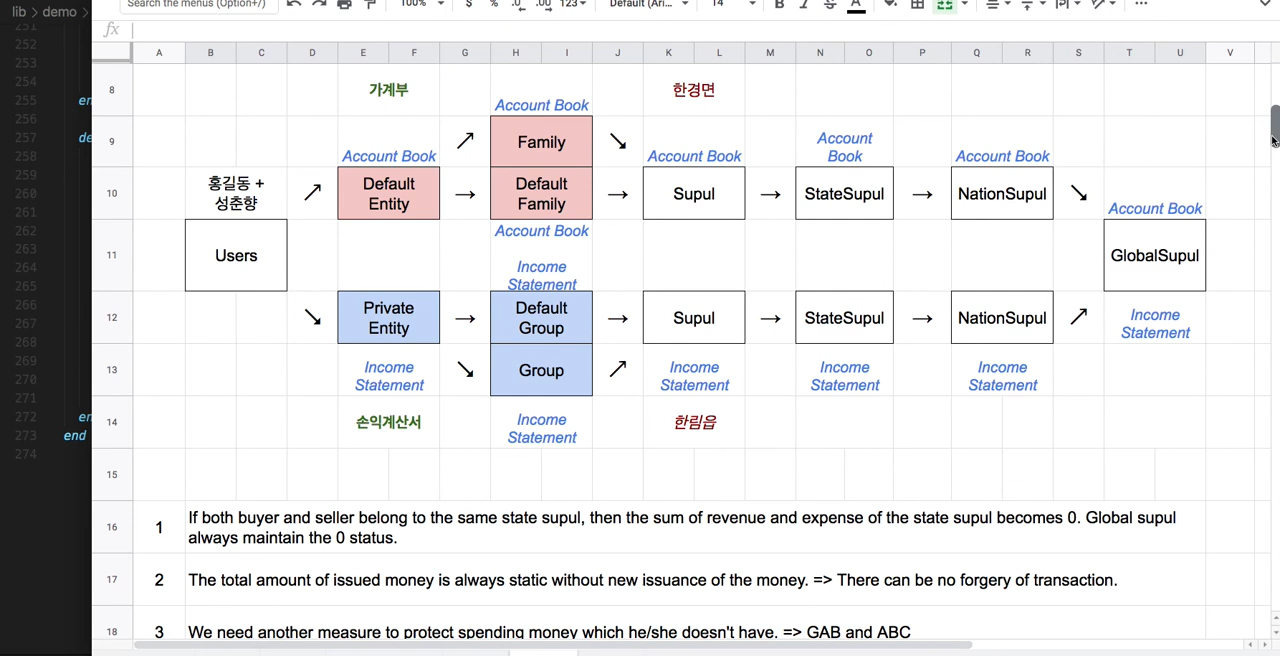 lib > demo >
Search the menus (Option+/)
100%
$ % .0 .00 123
Default (Ari...
14
B
A
fx
A B C D E F G H I J K L M N O P Q R S T U V
251
252
253
254
255 en
256
257 de
258
259
260
261
262
263
264
265
266
267
268
269
270
271
272 en
273 end
274
8
가계부
한경면
Account Book
9
Family
Account Book
Account Book
Account
Book
Account Book
10
홍길동 +
성춘향
Default
Entity
Default
Family
Supul
StateSupul
NationSupul
Account Book
Account Book
11
Users
GlobalSupul
Income
Statement
12
Private
Entity
Default
Group
Supul
StateSupul
NationSupul
Income
Statement
13
Income
Statement
Group
Income
Statement
Income
Statement
Income
Statement
14
손익계산서
Income
Statement
한림읍
15
16 1 If both buyer and seller belong to the same state supul, then the sum of revenue and expense of the state supul becomes 0. Global supul
always maintain the 0 status.
17 2 The total amount of issued money is always static without new issuance of the money. => There can be no forgery of transaction.
18 3 We need another measure to protect spending money which he/she doesn't have. => GAB and ABC